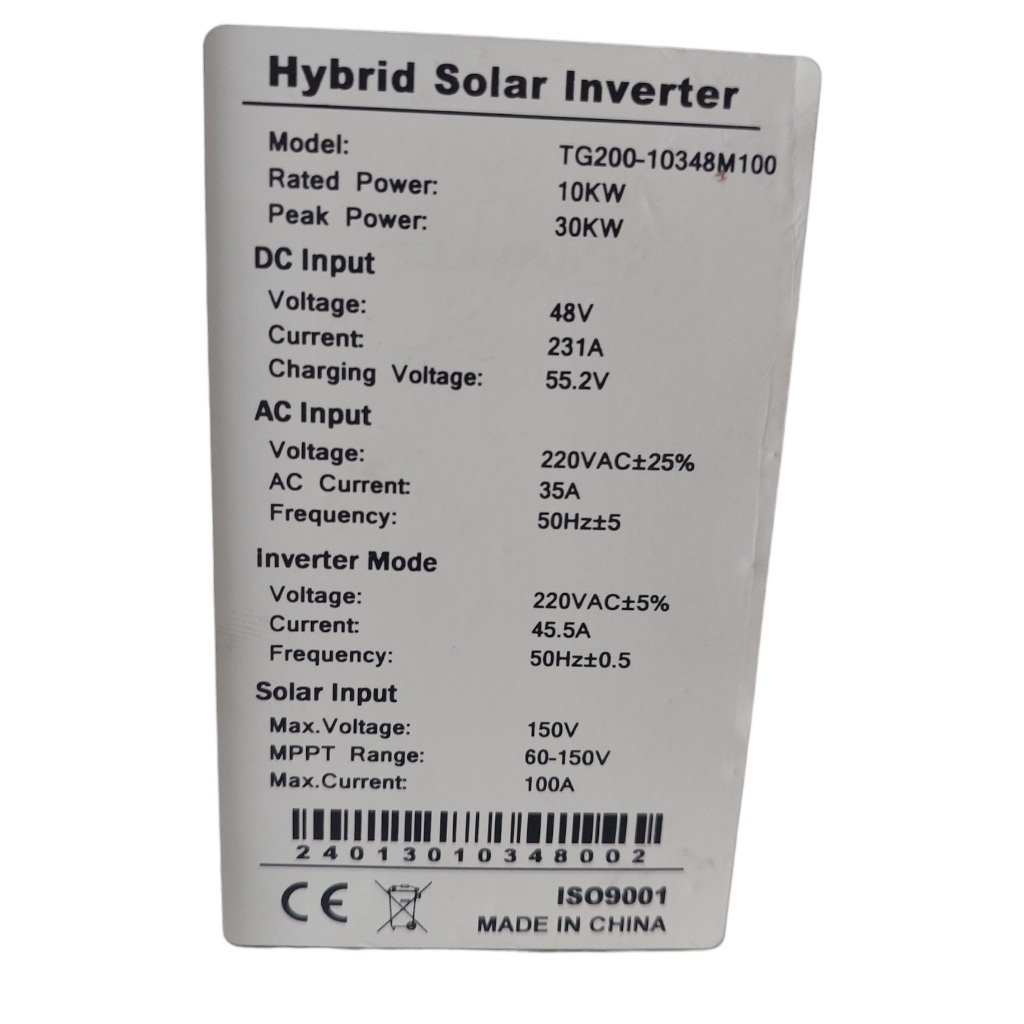 Hybrid Solar Inverter
Model: TG200-10348M100
Rated Power: 10KW
Peak Power: 30KW
DC Input
Voltage: 48V
Current: 231A
Charging Voltage: 55.2V
AC Input
Voltage: 220VAC±25%
AC Current: 35A
Frequency: 50Hz±5
Inverter Mode
Voltage: 220VAC±5%
Current: 45.5A
Frequency: 50Hz±0.5
Solar Input
Max.Voltage: 150V
MPPT Range: 60-150V
Max.Current: 100A
24013010348002
CE ISO9001
MADE IN CHINA